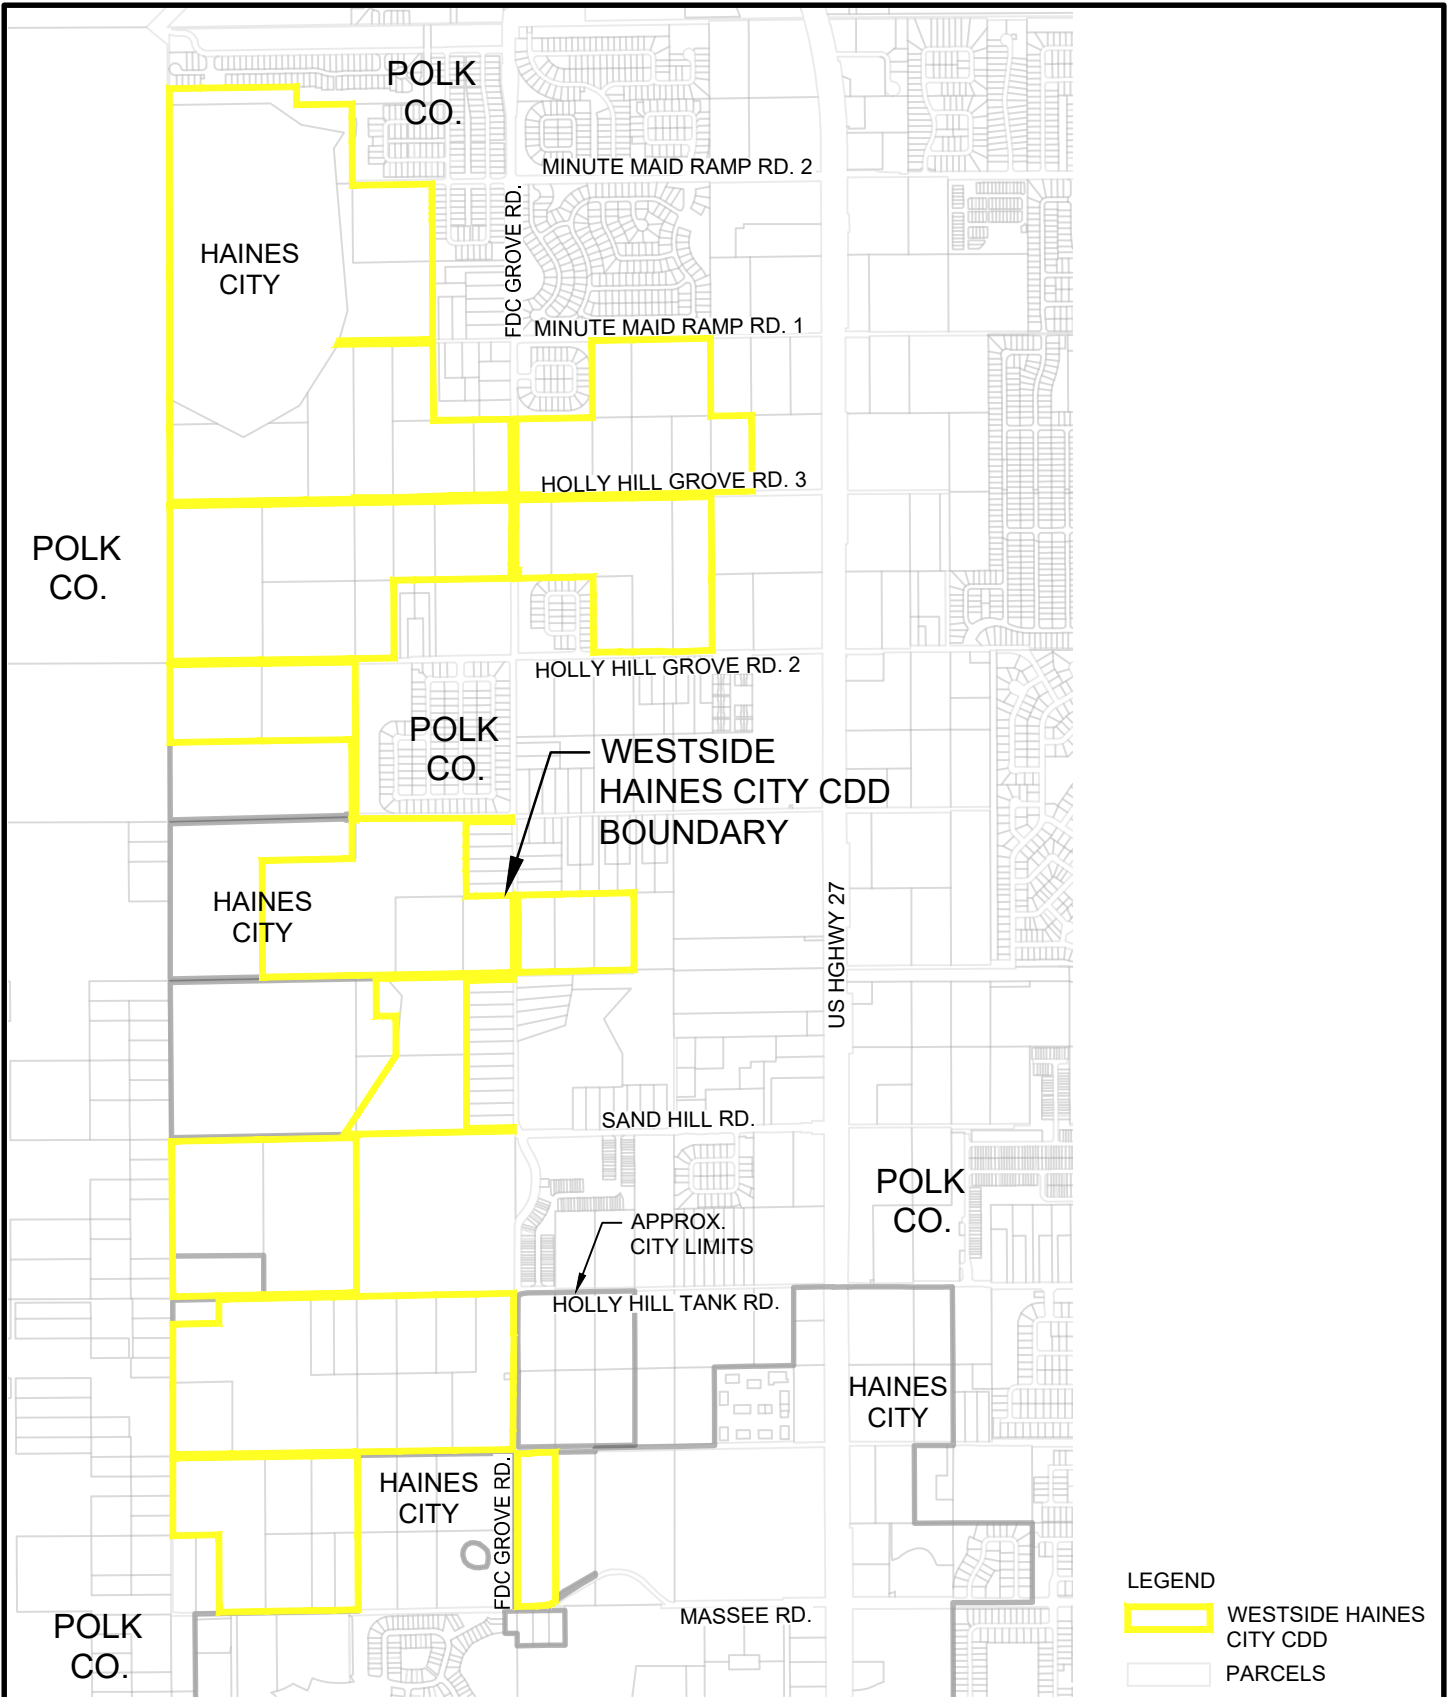 POLK
CO.
MINUTE MAID RAMP RD. 2
HAINES
CITY
FDC GROVE RD.
MINUTE MAID RAMP RD. 1
HOLLY HILL GROVE RD. 3
POLK
CO.
HOLLY HILL GROVE RD. 2
POLK
CO.
WESTSIDE
HAINES CITY CDD
BOUNDARY
HAINES
CITY
US HGHWY 27
SAND HILL RD.
POLK
CO.
APPROX.
CITY LIMITS
HOLLY HILL TANK RD.
HAINES
CITY
HAINES
CITY
FDC GROVE RD.
MASSEE RD.
POLK
CO.
LEGEND
WESTSIDE HAINES
CITY CDD
PARCELS